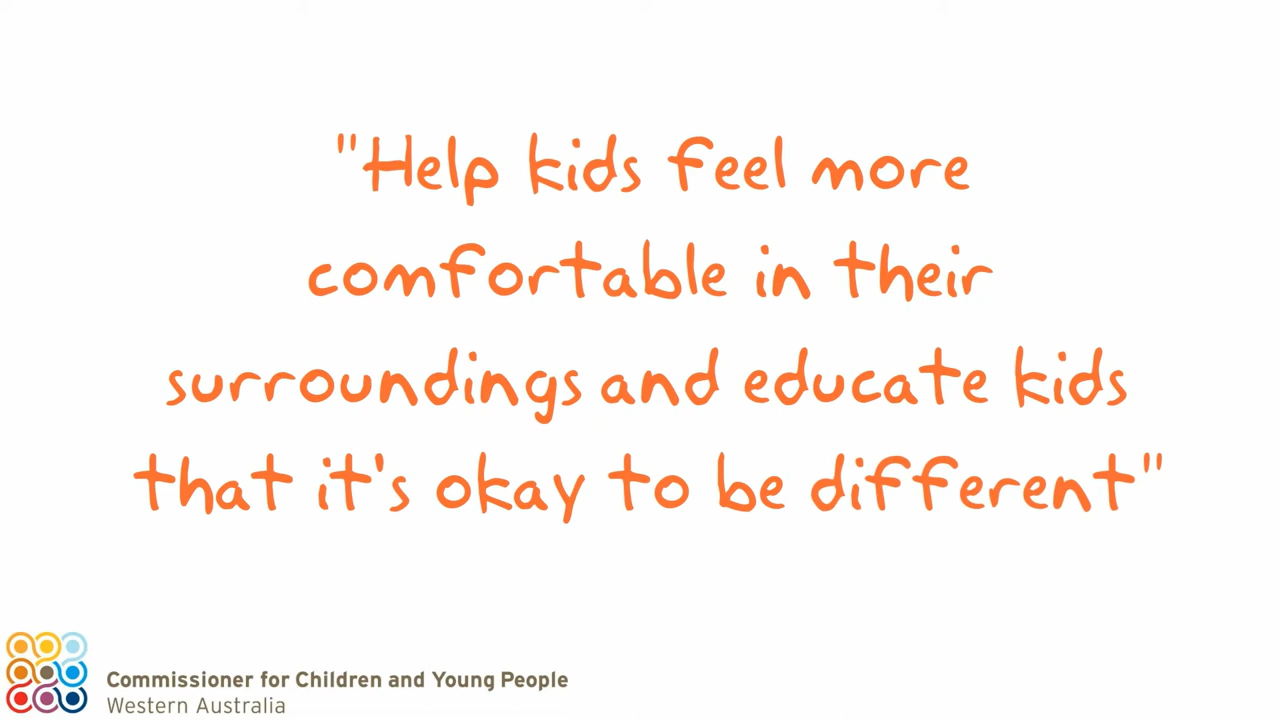 "Help kids feel more
comfortable in their
surroundings and educate kids
that it's okay to be different"
Commissioner for Children and Young People
Western Australia